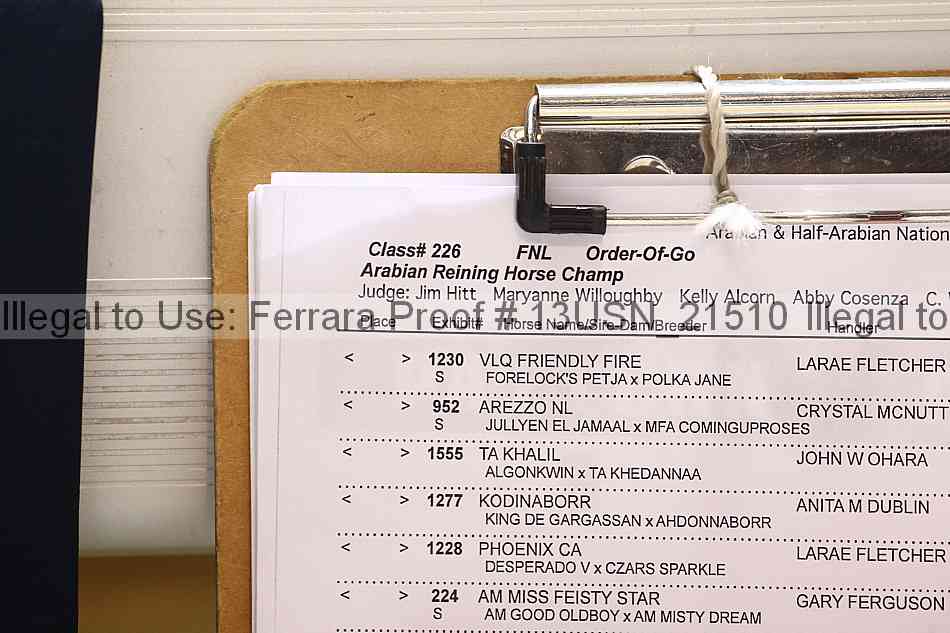 Arabian & Half-Arabian Nation
Class# 226 FNL Order-Of-Go
Arabian Reining Horse Champ
Judge: Jim Hitt Maryanne Willoughby Kelly Alcorn Abby Cosenza C.
Illegal to Use: Ferrara Proof # 13USN_21510 Illegal to
Place Exhibit# Horse Name/Sire-Dam/Breeder Handler
< > 1230 VLQ FRIENDLY FIRE LARAE FLETCHER
S FORELOCK'S PETJA x POLKA JANE
< > 952 AREZZO NL CRYSTAL MCNUTT
S JULLYEN EL JAMAAL x MFA COMINGUPROSES
< > 1555 TA KHALIL JOHN W OHARA
ALGONKWIN x TA KHEDANNAA
< > 1277 KODINABORR ANITA M DUBLIN
KING DE GARGASSAN x AHDONNABORR
< > 1228 PHOENIX CA LARAE FLETCHER
DESPERADO V x CZARS SPARKLE
< > 224 AM MISS FEISTY STAR GARY FERGUSON
S AM GOOD OLDBOY x AM MISTY DREAM